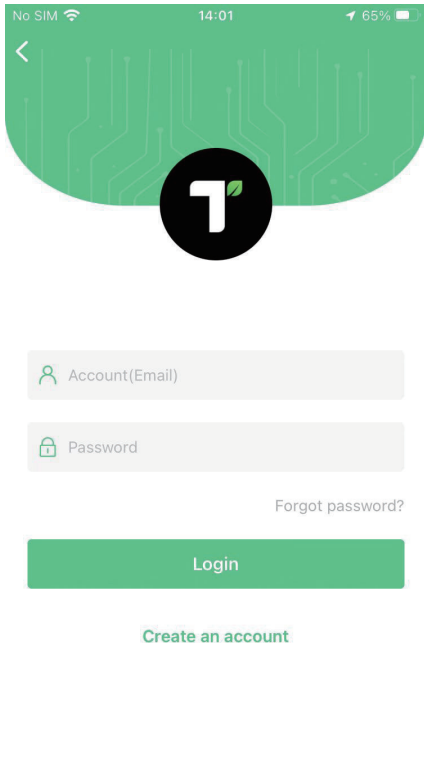 No SIM 14:01 65%
T
Account(Email)
Password
Forgot password?
Login
Create an account